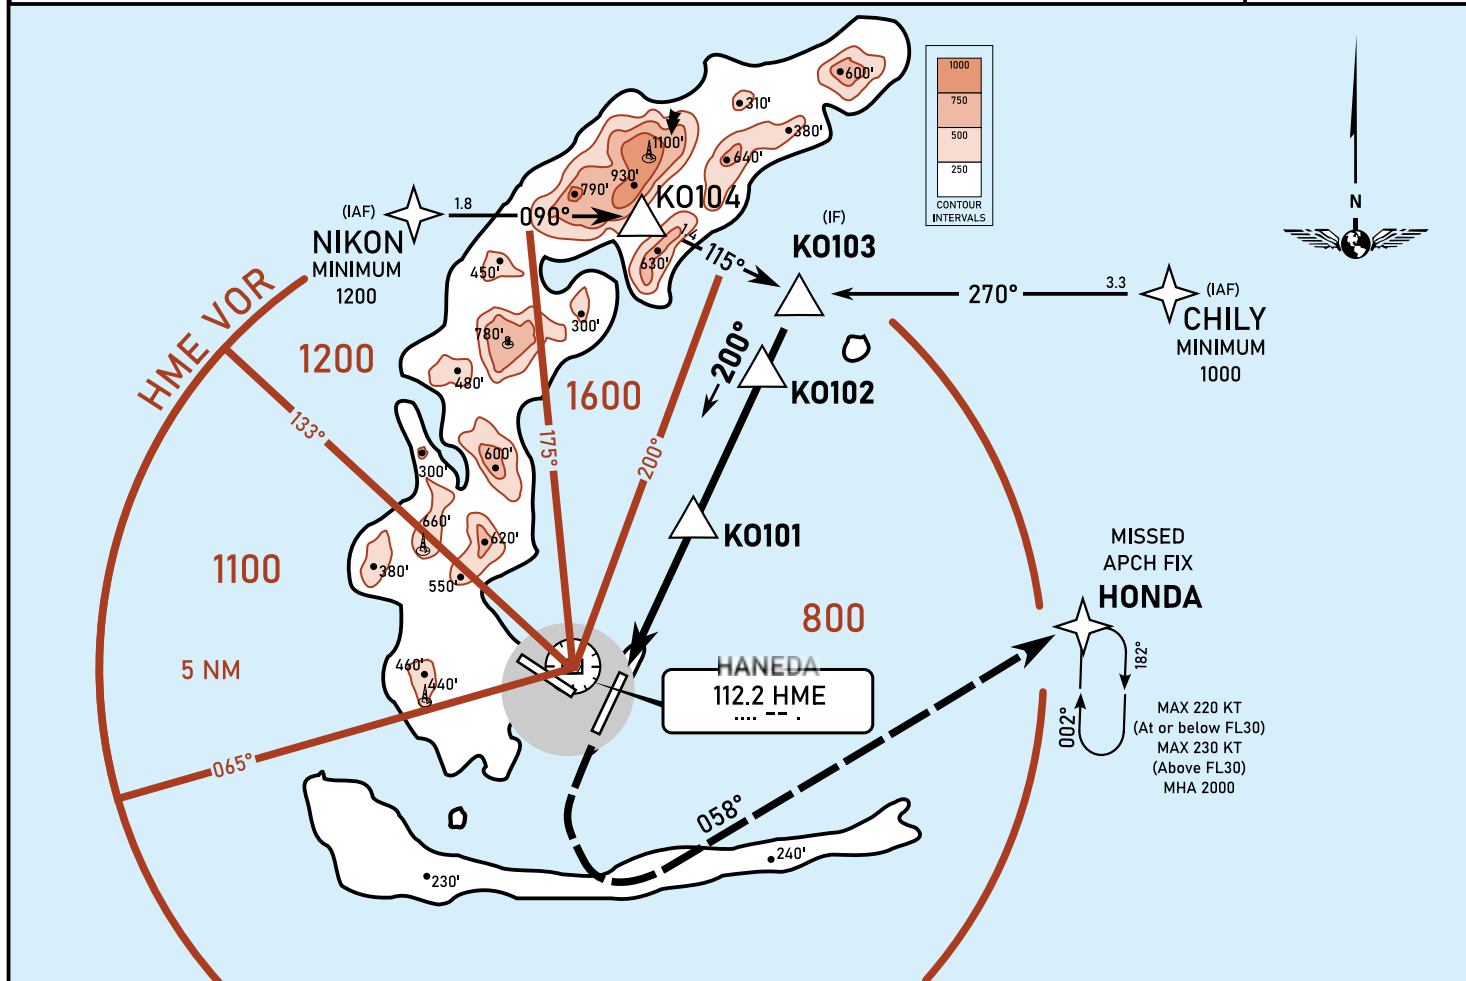 600'
310'
380'
1100'
640'
930'
790'
1000
750
500
250
CONTOUR
INTERVALS
N
(IAF)
NIKON
MINIMUM
1200
1.8
090°
KO104
1.4
115°
(IF)
KO103
270°
3.3
(IAF)
CHILY
MINIMUM
1000
630'
450'
300'
780'
480'
HME VOR
1200
1600
200°
KO102
133°
175°
200°
300'
600'
660'
620'
380'
550'
KO101
1100
800
MISSED
APCH FIX
HONDA
5 NM
460'
440'
HANEDA
112.2 HME
.... -- .
182°
002°
MAX 220 KT
(At or below FL30)
MAX 230 KT
(Above FL30)
MHA 2000
065°
058°
230'
240'